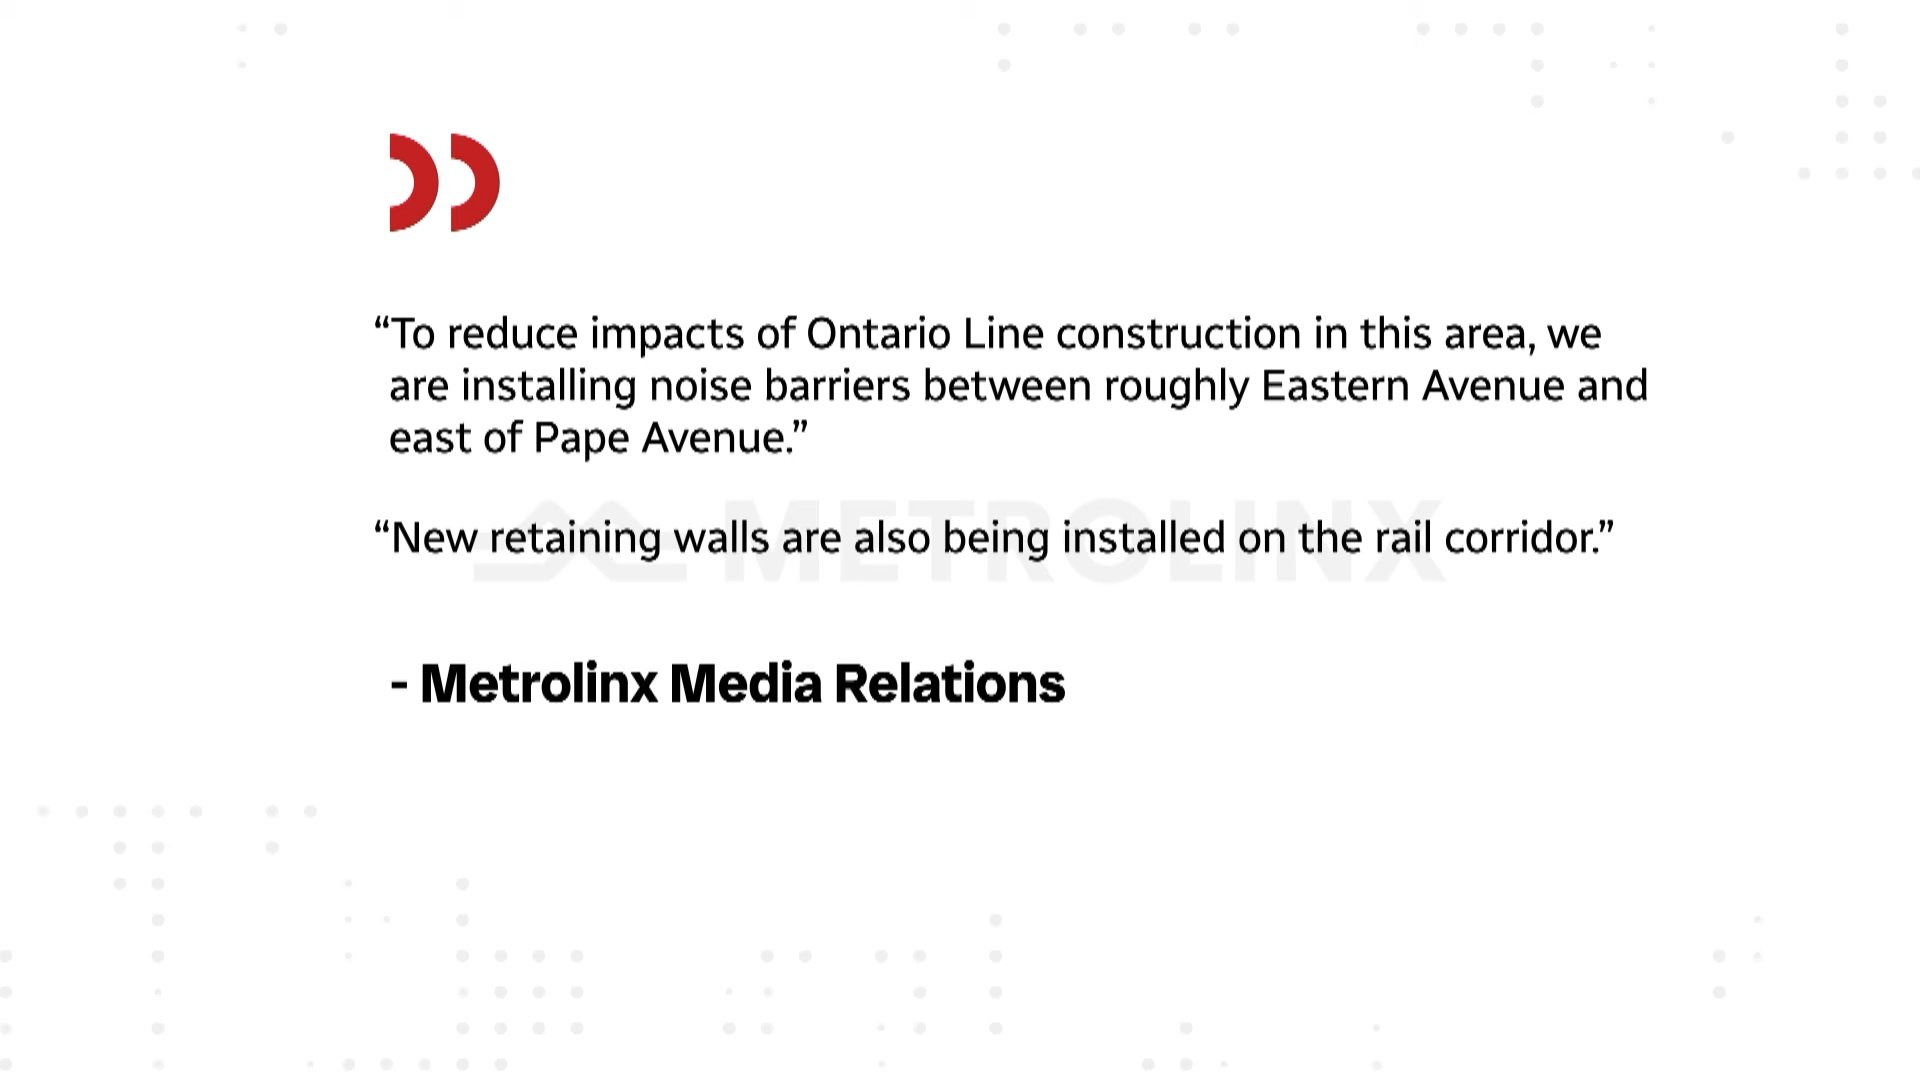 “To reduce impacts of Ontario Line construction in this area, we
are installing noise barriers between roughly Eastern Avenue and
east of Pape Avenue.”
METROLINX
“New retaining walls are also being installed on the rail corridor.”
- Metrolinx Media Relations